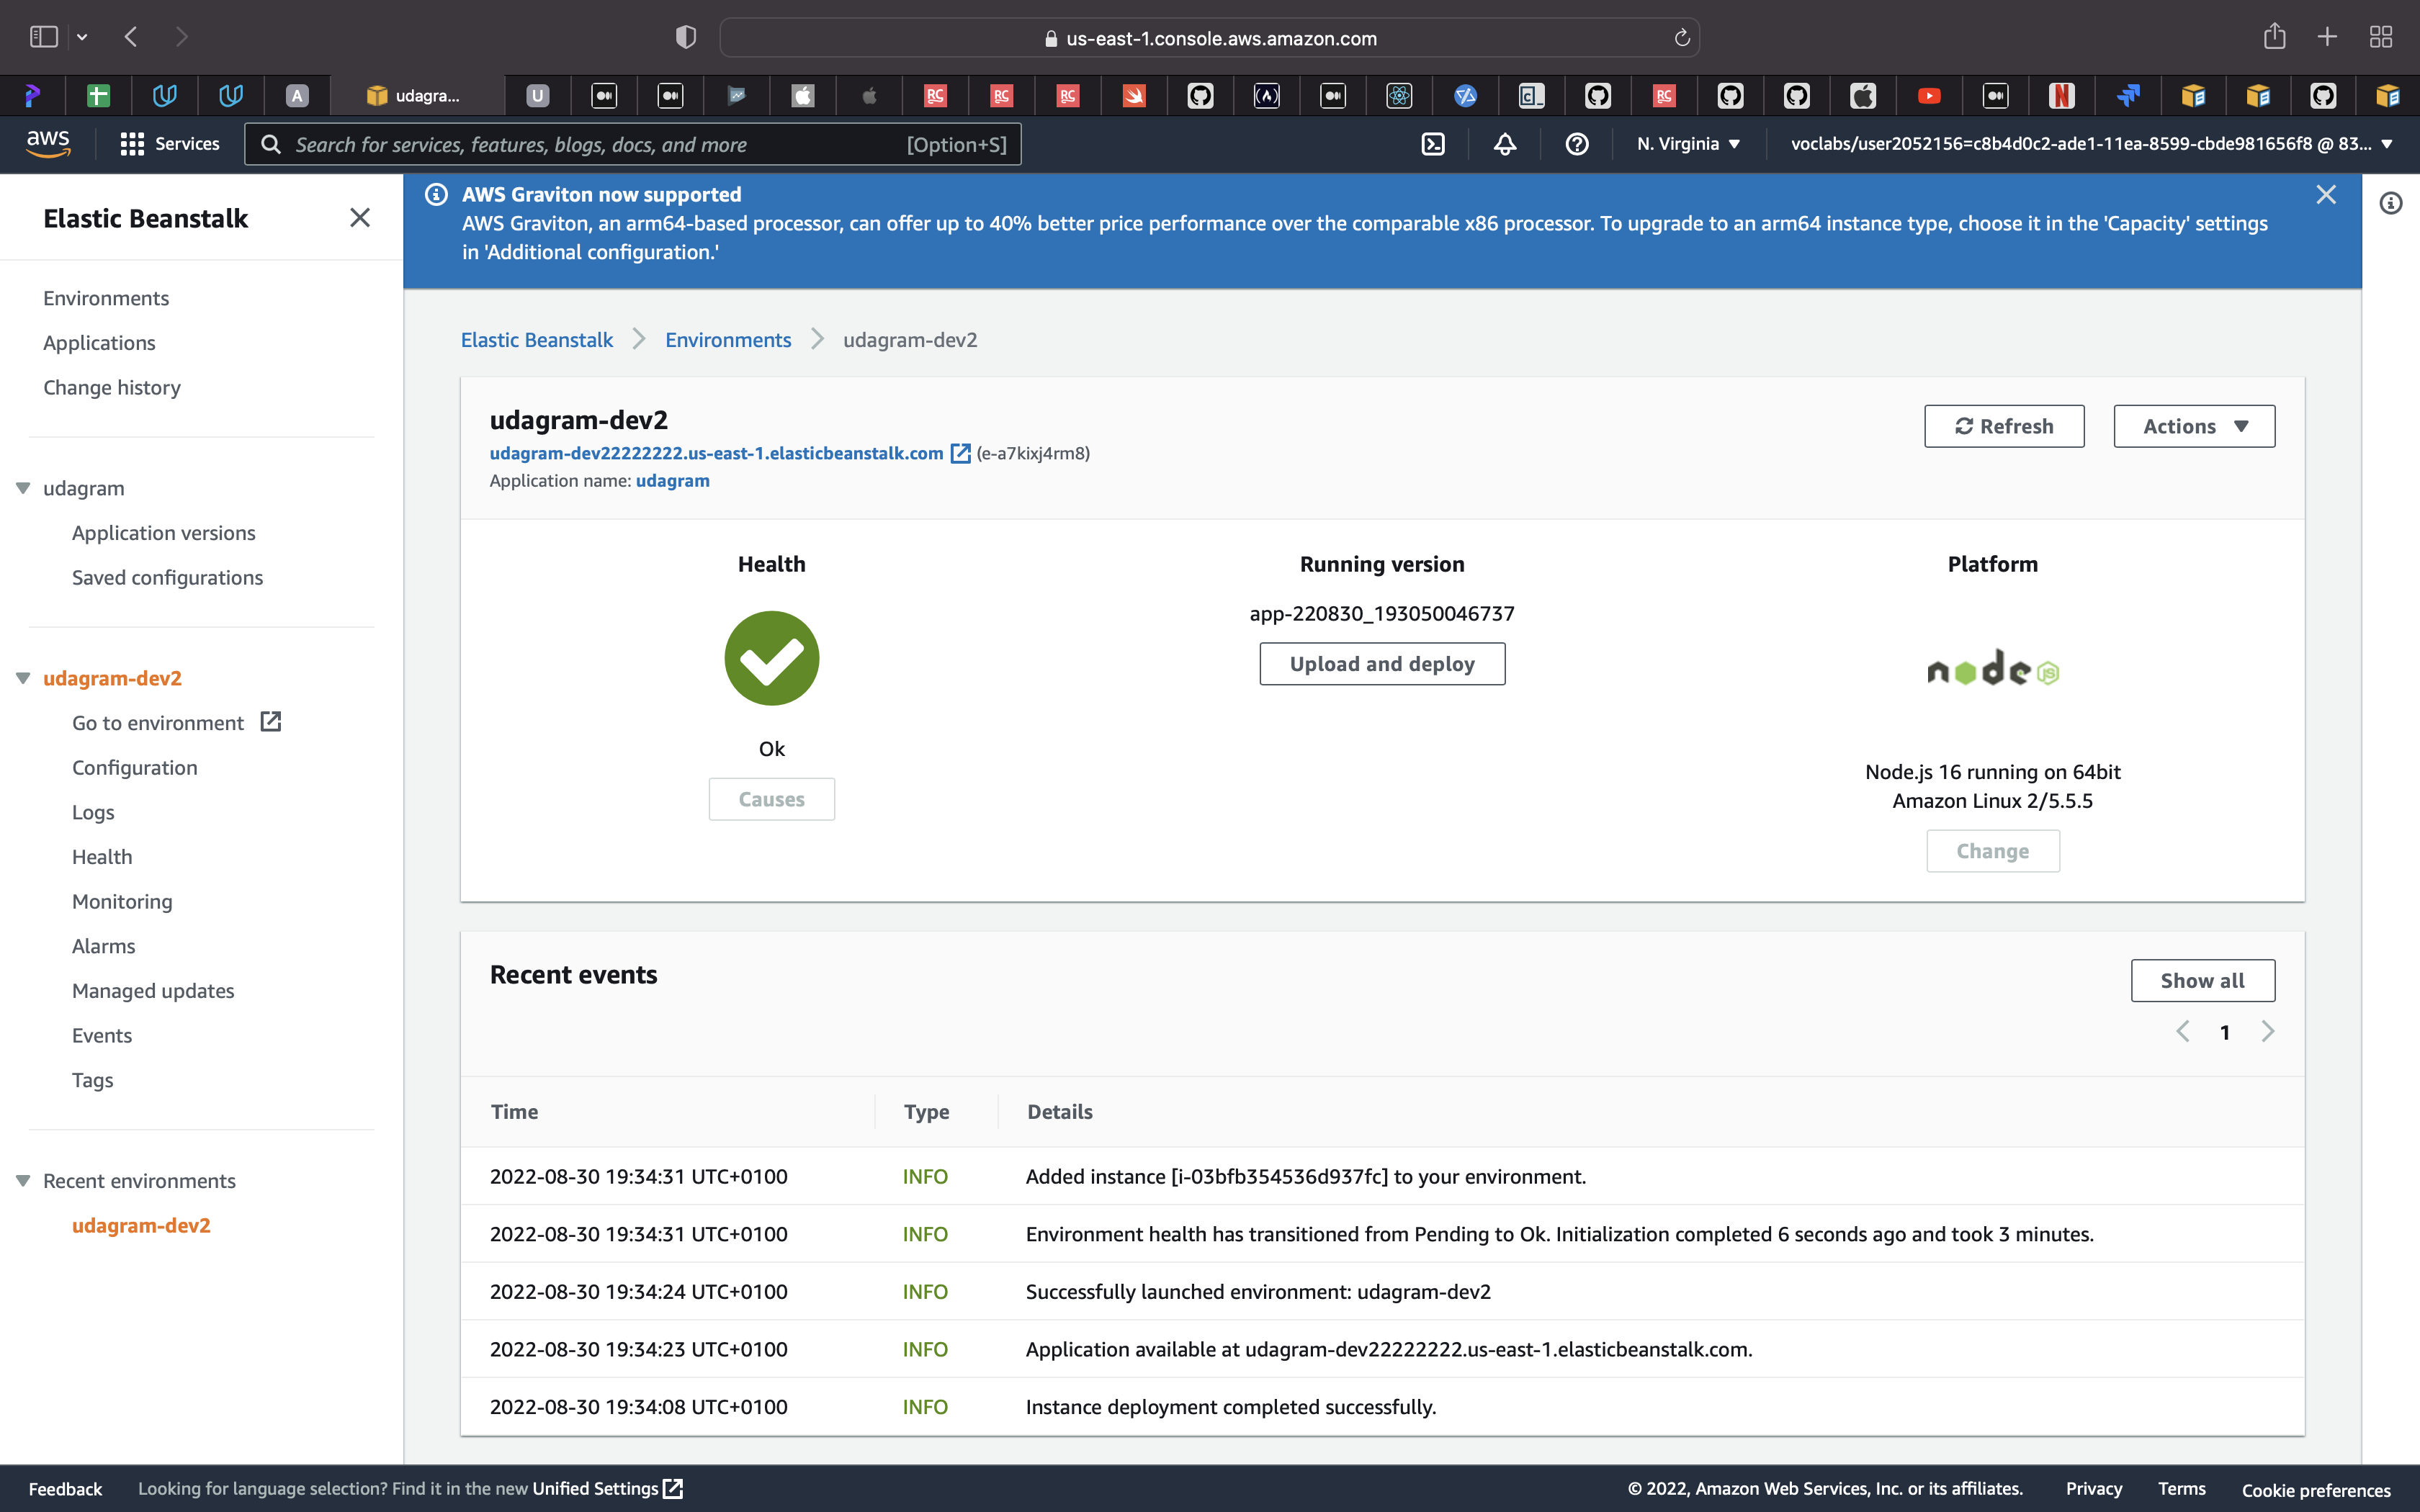 us-east-1.console.aws.amazon.com
A
udagra...
U
RC
RC
RC
RC
N
aws
Services
Search for services, features, blogs, docs, and more
[Option+S]
N. Virginia
voclabs/user2052156=c8b4d0c2-ade1-11ea-8599-cbde981656f8 @ 83...
Elastic Beanstalk
Environments
Applications
Change history
udagram
Application versions
Saved configurations
udagram-dev2
Go to environment
Configuration
Logs
Health
Monitoring
Alarms
Managed updates
Events
Tags
Recent environments
udagram-dev2
AWS Graviton now supported
AWS Graviton, an arm64-based processor, can offer up to 40% better price performance over the comparable x86 processor. To upgrade to an arm64 instance type, choose it in the 'Capacity' settings
in 'Additional configuration.'
Elastic Beanstalk
Environments
udagram-dev2
udagram-dev2
udagram-dev22222222.us-east-1.elasticbeanstalk.com (e-a7kixj4rm8)
Application name: udagram
Refresh
Actions
Health
Ok
Causes
Running version
app-220830_193050046737
Upload and deploy
Platform
node JS
Node.js 16 running on 64bit
Amazon Linux 2/5.5.5
Change
Recent events
Show all
1
Time Type Details
2022-08-30 19:34:31 UTC+0100 INFO Added instance [i-03bfb354536d937fc] to your environment.
2022-08-30 19:34:31 UTC+0100 INFO Environment health has transitioned from Pending to Ok. Initialization completed 6 seconds ago and took 3 minutes.
2022-08-30 19:34:24 UTC+0100 INFO Successfully launched environment: udagram-dev2
2022-08-30 19:34:23 UTC+0100 INFO Application available at udagram-dev22222222.us-east-1.elasticbeanstalk.com.
2022-08-30 19:34:08 UTC+0100 INFO Instance deployment completed successfully.
Feedback
Looking for language selection? Find it in the new Unified Settings
© 2022, Amazon Web Services, Inc. or its affiliates.
Privacy
Terms
Cookie preferences